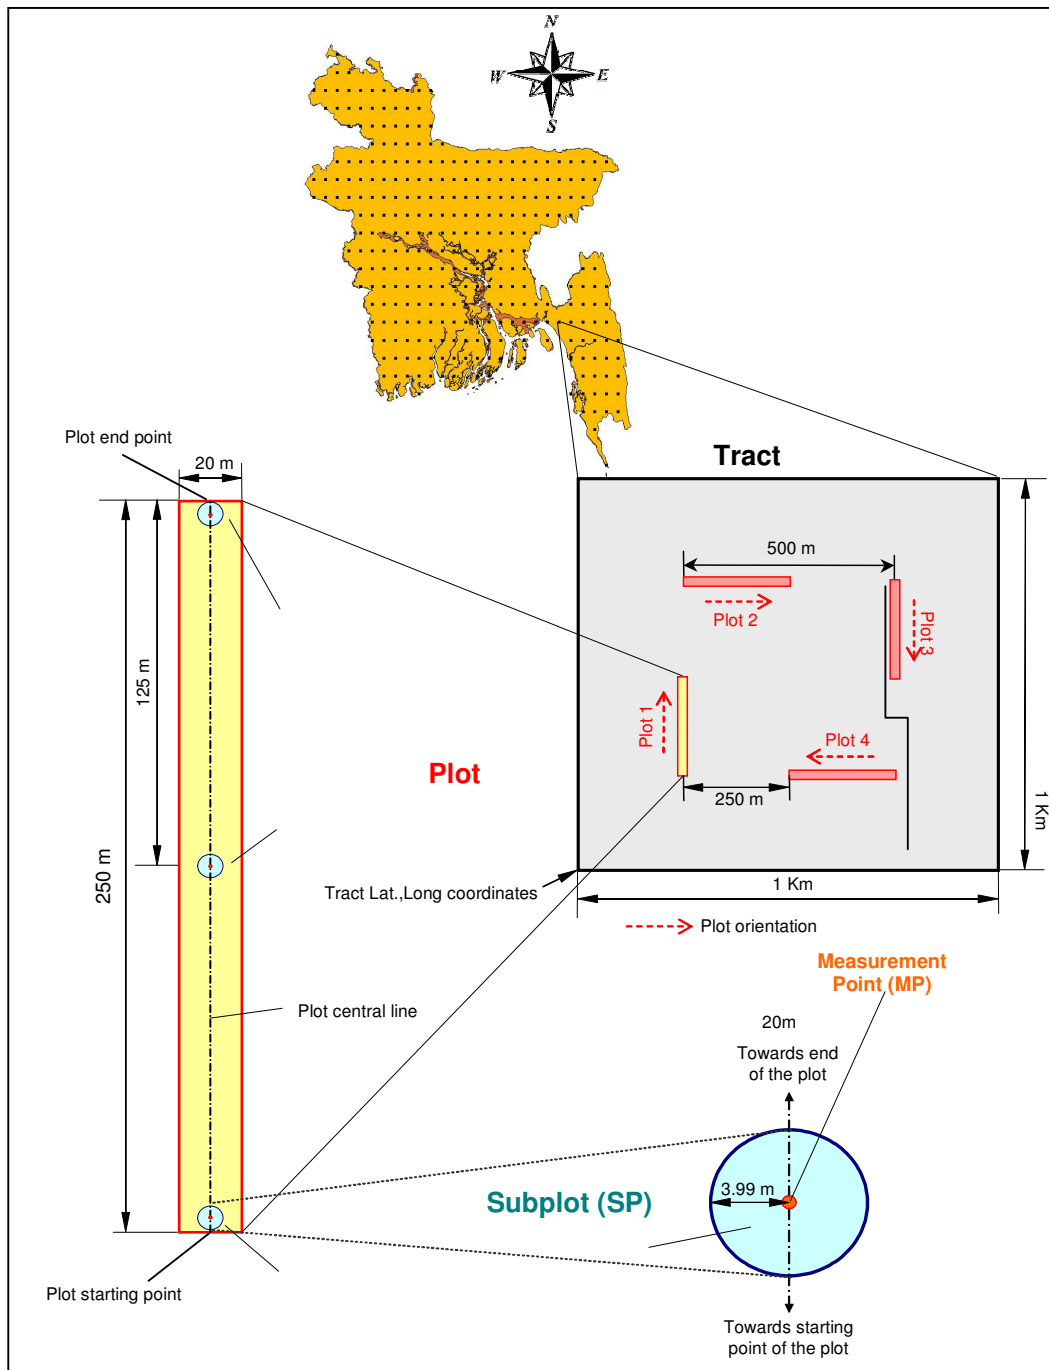 N
W
E
S
Plot end point
20 m
Tract
500 m
Plot 2
Plot 3
125 m
Plot 1
Plot
Plot 4
250 m
250 m
1 Km
Tract Lat.,Long coordinates
1 Km
Plot orientation
Measurement
Point (MP)
Plot central line
20m
Towards end
of the plot
3.99 m
Subplot (SP)
Plot starting point
Towards starting
point of the plot